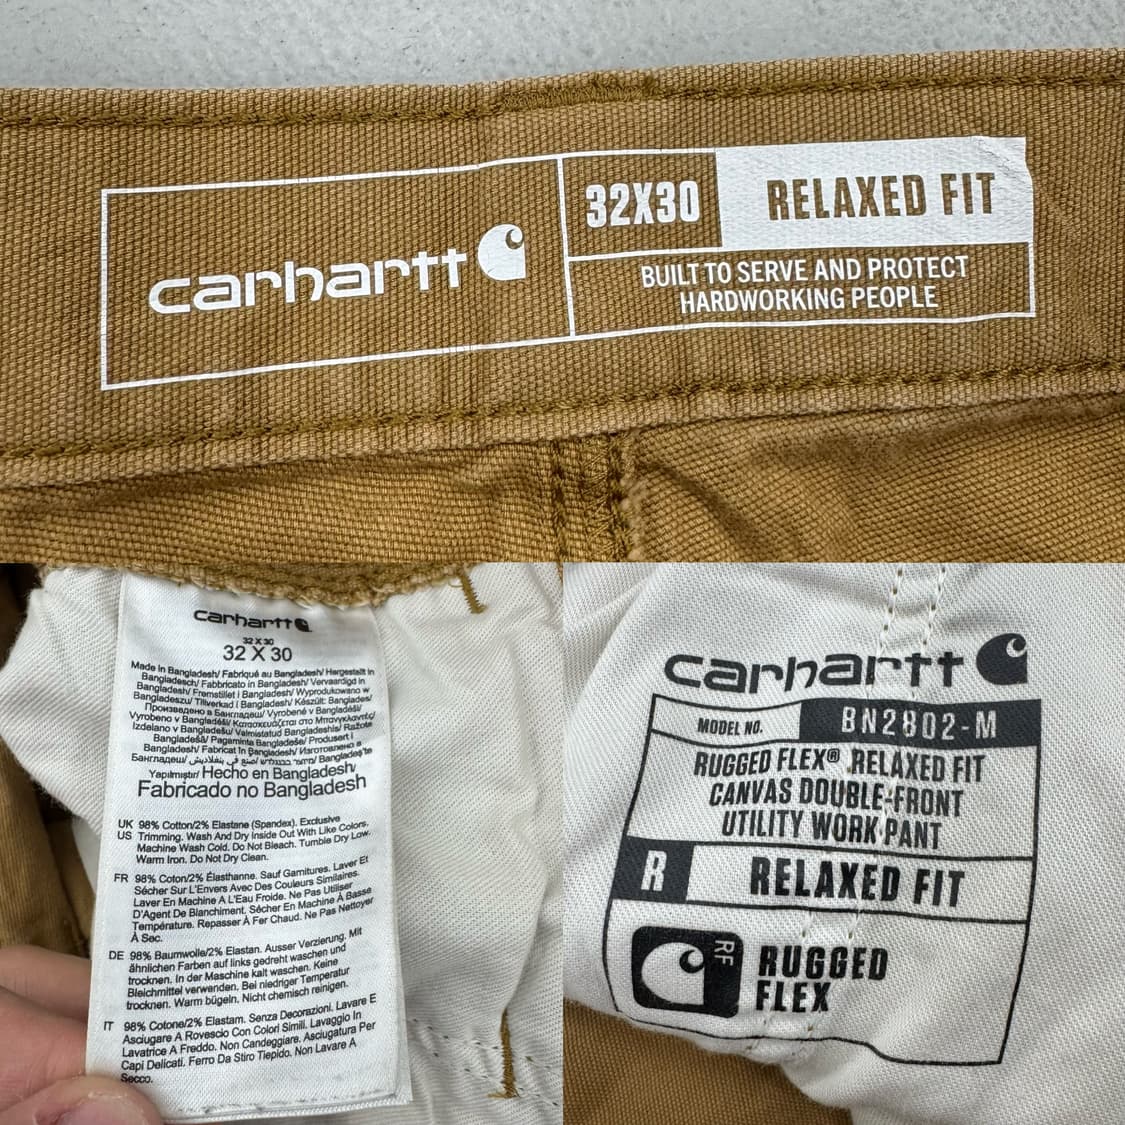 carhartt
32X30
RELAXED FIT
BUILT TO SERVE AND PROTECT
HARDWORKING PEOPLE
carhartt
32 X 30
32 X 30
Made in Bangladesh/ Fabriqué au Bangladesh/ Hergestellt in
Bangladesch/ Fabbricato in Bangladesh/ Vervaardigd in
Bangladesh/ Fremstillet i Bangladesh/ Wyprodukowano w
Bangladeszu/ Tillverkad i Bangladesh/ Készült: Banglades/
Произведено в Бангладеш/ Vyrobené v Bangladéši/
Vyrobeno v Bangladéši/ Κατασκευάζεται στο Μπανγκλαντές/
Izdelano v Bangladešu/ Valmistatud Bangladeshis/ Ražots
Bangladešā/ Pagaminta Bangladeše/ Produsert i
Bangladesh/ Fabricat în Bangladesh/ Изготовлено в
Бангладеш/ صنع في بنغلاديش/ Bangladeş'te
Yapılmıştır/ Hecho en Bangladesh/
Fabricado no Bangladesh
UK 98% Cotton/2% Elastane (Spandex). Exclusive
US Trimming. Wash And Dry Inside Out With Like Colors.
Machine Wash Cold. Do Not Bleach. Tumble Dry Low.
Warm Iron. Do Not Dry Clean.
FR 98% Coton/2% Élasthanne. Sauf Garnitures. Laver Et
Sécher Sur L'Envers Avec Des Couleurs Similaires.
Laver En Machine A L'Eau Froide. Ne Pas Utiliser
D'Agent De Blanchiment. Sécher En Machine À Basse
Température. Repasser À Fer Chaud. Ne Pas Nettoyer
À Sec.
DE 98% Baumwolle/2% Elastan. Ausser Verzierung. Mit
ähnlichen Farben auf links gedreht waschen und
trocknen. In der Maschine kalt waschen. Keine
Bleichmittel verwenden. Bei niedriger Temperatur
trocknen. Warm bügeln. Nicht chemisch reinigen.
IT 98% Cotone/2% Elastam. Senza Decorazioni. Lavare E
Asciugare A Rovescio Con Colori Simili. Lavaggio In
Lavatrice A Freddo. Non Candeggiare. Asciugatura Per
Capi Delicati. Ferro Da Stiro Tiepido. Non Lavare A
Secco.
carhartt
MODEL NO. BN2802-M
RUGGED FLEX® RELAXED FIT
CANVAS DOUBLE-FRONT
UTILITY WORK PANT
R RELAXED FIT
RF
RUGGED
FLEX